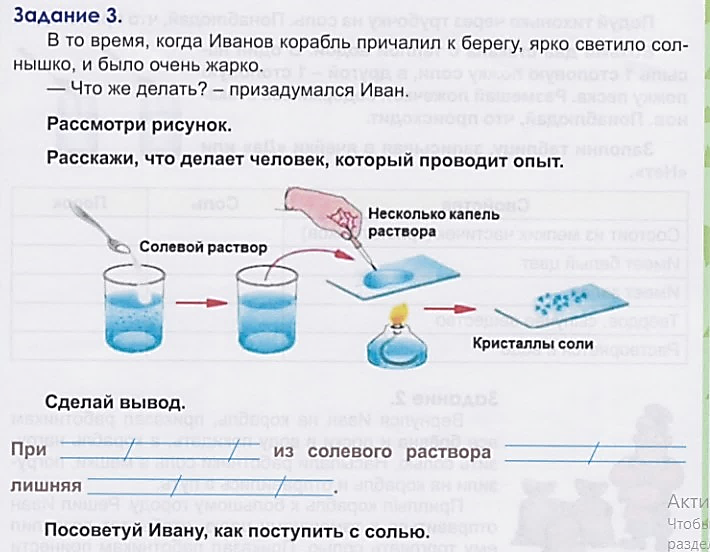 Задание 3.
В то время, когда Иванов корабль причалил к берегу, ярко светило сол-
нышко, и было очень жарко.
— Что же делать? – призадумался Иван.
Рассмотри рисунок.
Расскажи, что делает человек, который проводит опыт.
Несколько капель
раствора
Солевой раствор
Кристаллы соли
Сделай вывод.
При из солевого раствора
лишняя .
Посоветуй Ивану, как поступить с солью.
Акти
Чтобы
разде